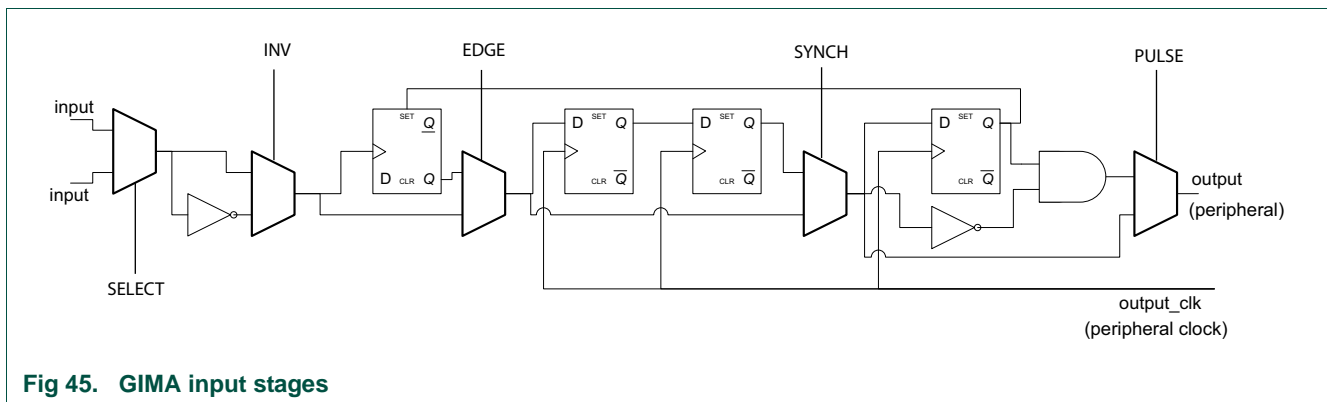 INV
EDGE
SYNCH
PULSE
input
input
SELECT
SET
Q
D
CLR
Q
D
SET
Q
CLR
Q
D
SET
Q
CLR
Q
D
SET
Q
CLR
Q
output
(peripheral)
output_clk
(peripheral clock)
Fig 45. GIMA input stages